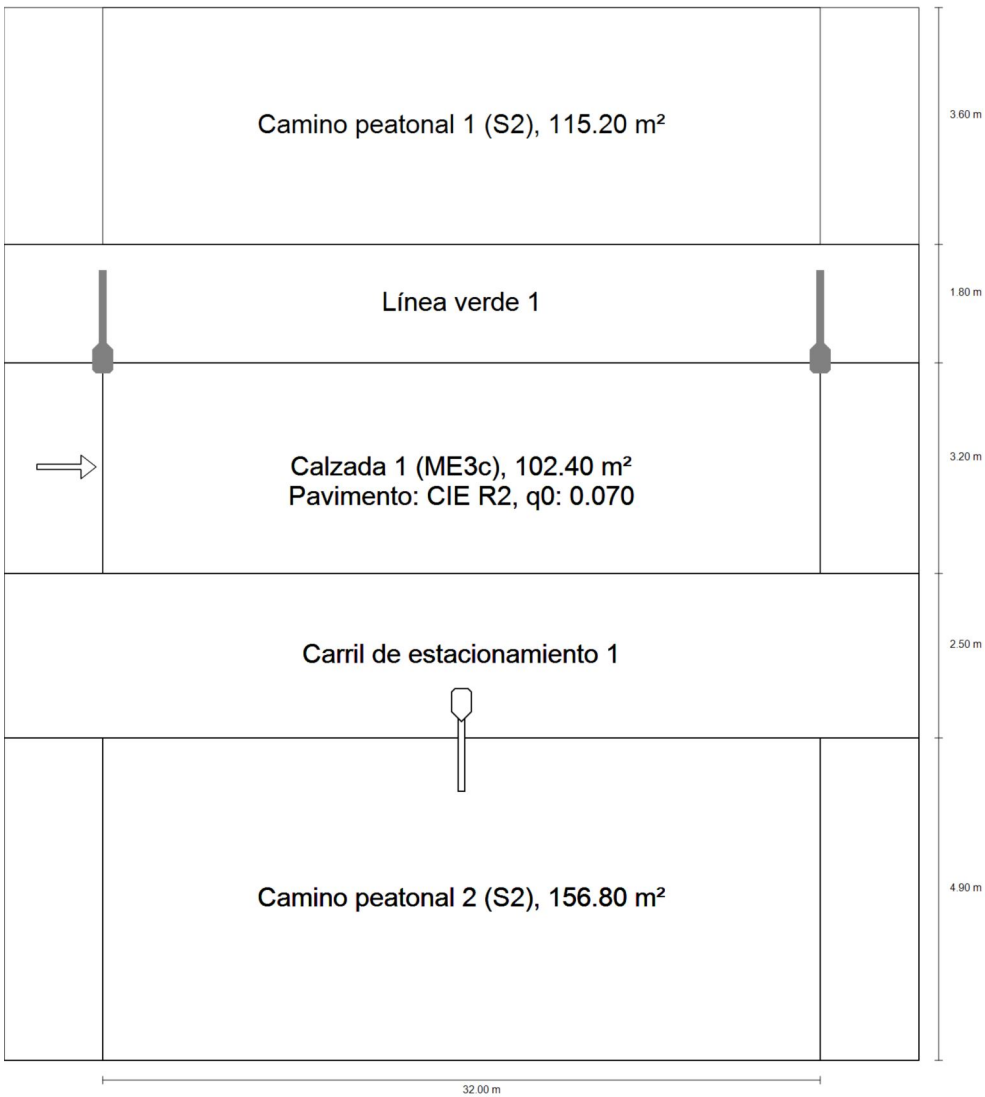 Camino peatonal 1 (S2), 115.20 m²
3.60 m
Línea verde 1
1.80 m
Calzada 1 (ME3c), 102.40 m²
Pavimento: CIE R2, q0: 0.070
3.20 m
Carril de estacionamiento 1
2.50 m
Camino peatonal 2 (S2), 156.80 m²
4.90 m
32.00 m